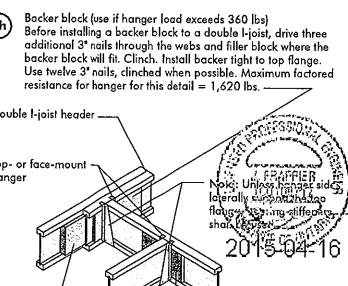 h
Backer block (use if hanger load exceeds 360 lbs)
Before installing a backer block to a double I-joist, drive three
additional 3" nails through the webs and filler block where the
backer block will fit. Clinch. Install backer tight to top flange.
Use twelve 3" nails, clinched when possible. Maximum factored
resistance for hanger for this detail = 1,620 lbs.
ouble I-joist header
op- or face-mount
anger
Note: Unless hanger sides
laterally support the top
PROFESSIONAL ENGINEER
2015-04-16